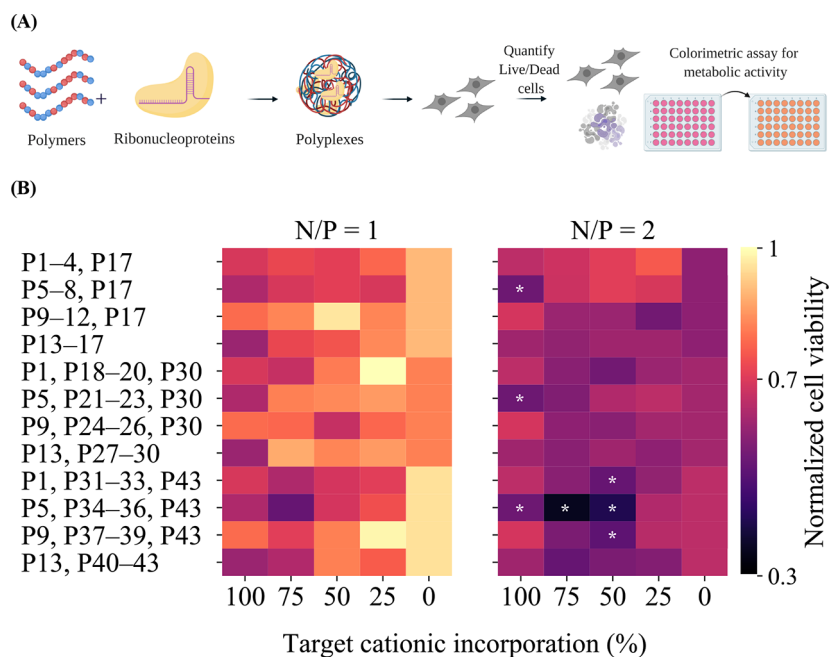 (A)
Polymers
+
Ribonucleoproteins
Polyplexes
Quantify
Live/Dead
cells
Colorimetric assay for
metabolic activity
(B)
N/P = 1
N/P = 2
P1–4, P17
P5–8, P17
P9–12, P17
P13–17
P1, P18–20, P30
P5, P21–23, P30
P9, P24–26, P30
P13, P27–30
P1, P31–33, P43
P5, P34–36, P43
P9, P37–39, P43
P13, P40–43
*
*
*
* * *
*
1
0.7
0.3
Normalized cell viability
100 75 50 25 0
100 75 50 25 0
Target cationic incorporation (%)